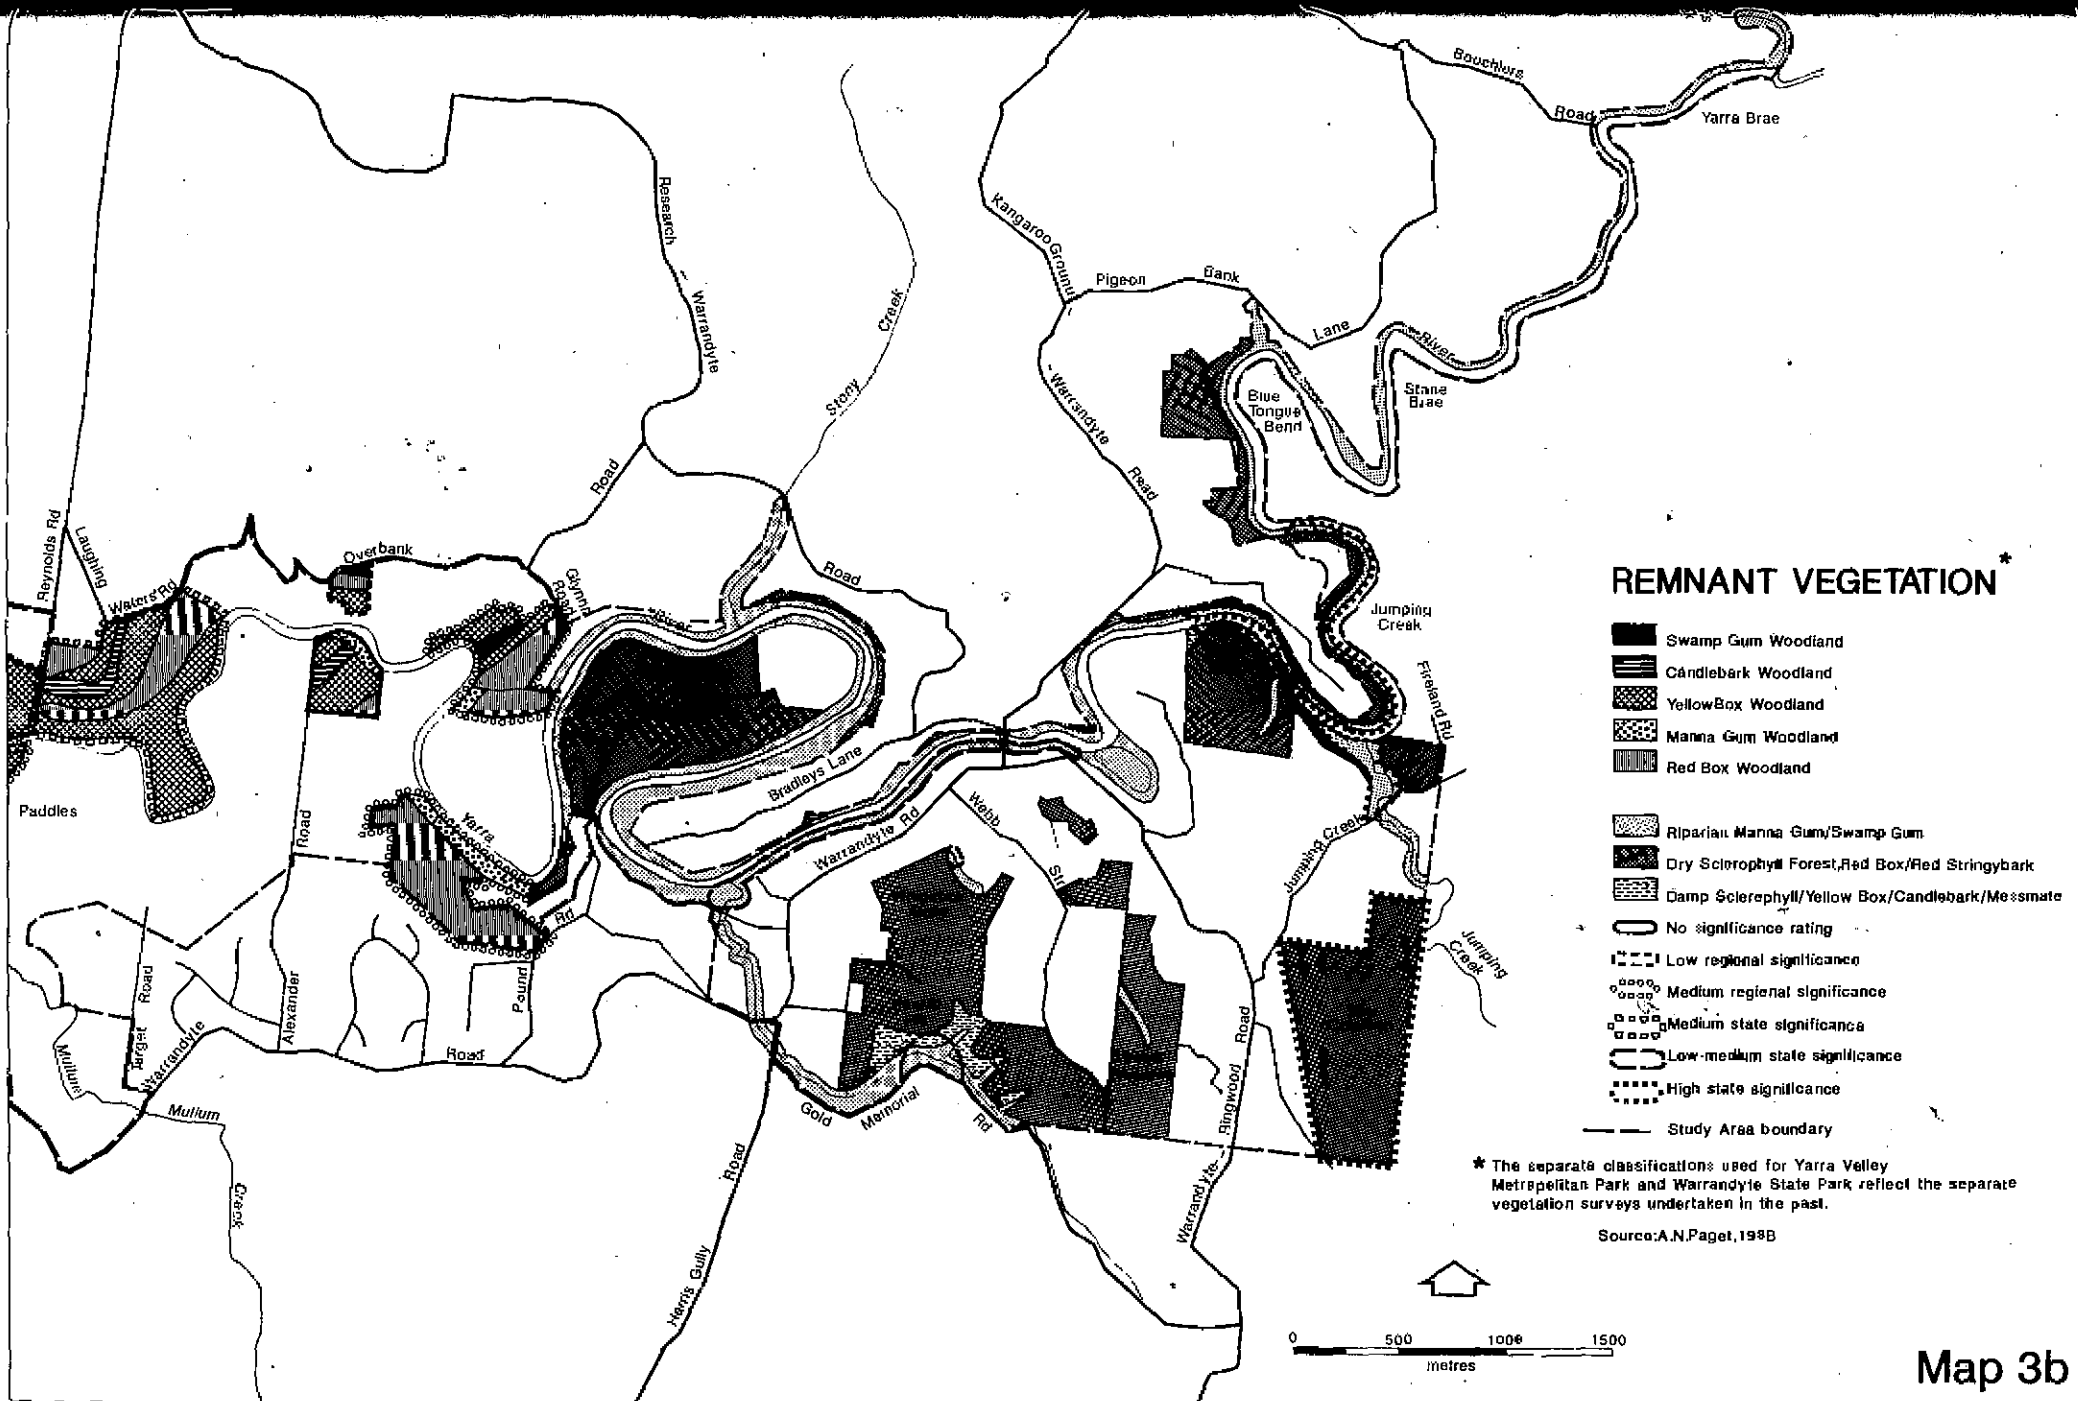 Bouchiers
Road
Yarra Brae
Research
Warrandyte
Road
Stony
Creek
Kangaroo Ground
Warrandyte
Road
Pigeon
Bank
Lane
River
Stane
Brae
Blue
Tongue
Bend
Jumping
Creek
Fireland Rd
Reynolds Rd
Laughing
Waters Rd
Overbank
Glynns
Road
River
Road
Paddles
Road
Yarra
Bradleys Lane
Warrandyte Rd
Webb
Str
Jumping Creek
Jumping
Creek
Rd
Pound
Road
Alexander
Road
Target
Warrandyte
Mullum
Mullum
Creek
Gold
Memorial
Rd
Road
Harris Gully
Road
Ringwood
Warrandyte
REMNANT VEGETATION*
Swamp Gum Woodland
Candlebark Woodland
YellowBox Woodland
Manna Gum Woodland
Red Box Woodland
Riparian Manna Gum/Swamp Gum
Dry Sclerophyll Forest,Red Box/Red Stringybark
Damp Sclerophyll/Yellow Box/Candlebark/Messmate
No significance rating
Low regional significance
Medium regional significance
Medium state significance
Low-medium state significance
High state significance
Study Area boundary
* The separate classifications used for Yarra Valley
Metropolitan Park and Warrandyte State Park reflect the separate
vegetation surveys undertaken in the past.
Source:A.N.Paget,1988
0 500 1000 1500
metres
Map 3b